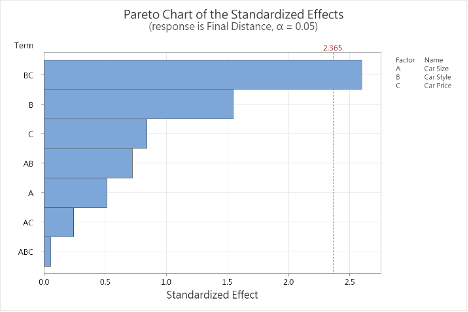 Pareto Chart of the Standardized Effects
(response is Final Distance, α = 0.05)
Term
2.365
Factor Name
A Car Size
B Car Style
C Car Price
BC
B
C
AB
A
AC
ABC
0.0 0.5 1.0 1.5 2.0 2.5
Standardized Effect